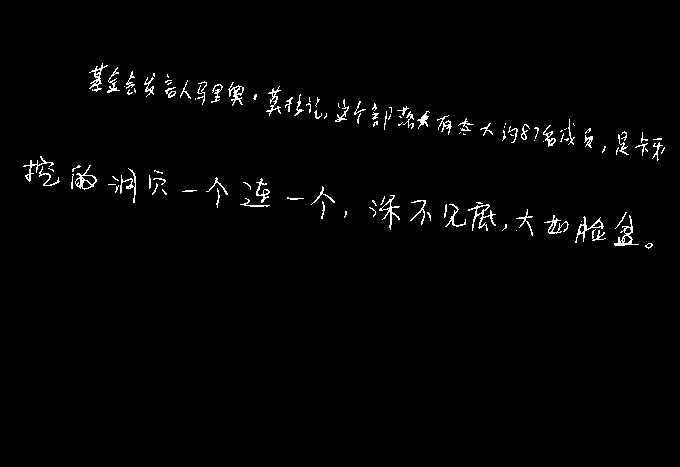 基金会发言人马里奥·莫拉说,这个部落有大约87名成员,是卡牙
挖的洞穴一个连一个,深不见底,大如脸盆。